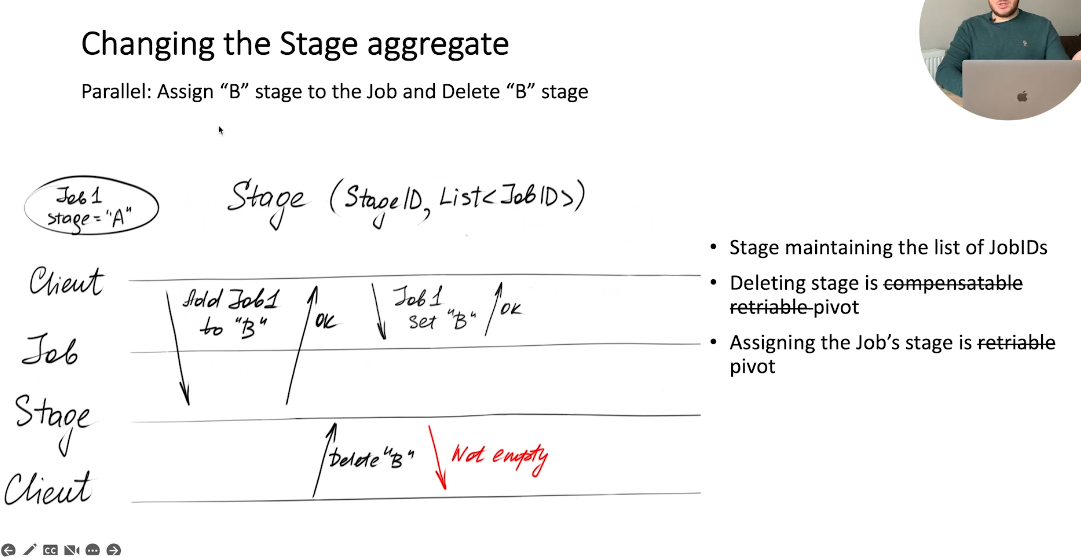 Changing the Stage aggregate
Parallel: Assign “B” stage to the Job and Delete “B” stage
Job 1
stage = "A"
Stage (StageID, List<JobIDs>)
Client
Add Job1
to "B"
OK
Job 1
set "B"
OK
Job
Stage
Delete "B"
Not empty
Client
• Stage maintaining the list of JobIDs
• Deleting stage is compensatable
retriable pivot
• Assigning the Job’s stage is retriable
pivot
CC